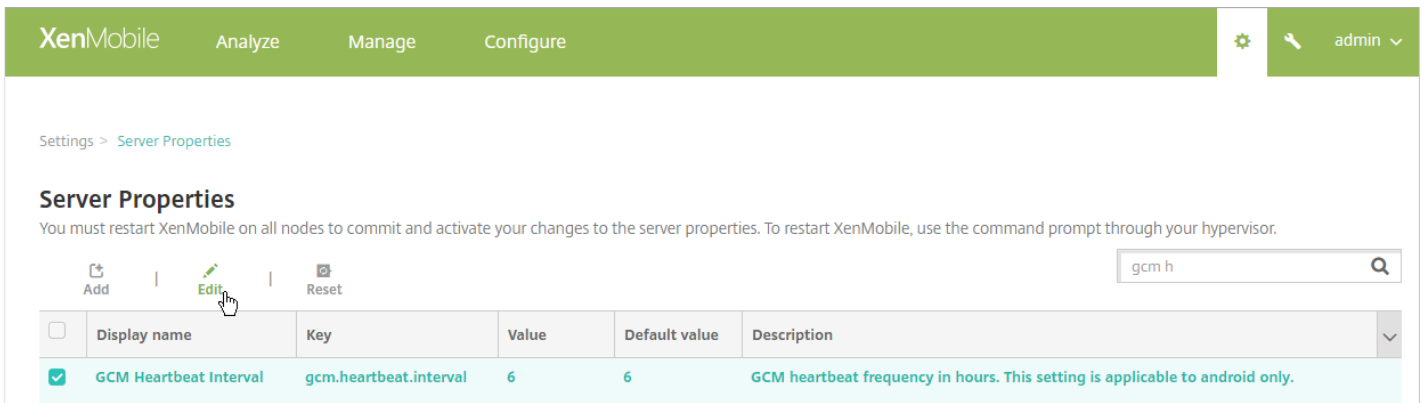 XenMobile Analyze Manage Configure admin
Settings > Server Properties
Server Properties
You must restart XenMobile on all nodes to commit and activate your changes to the server properties. To restart XenMobile, use the command prompt through your hypervisor.
gcm h
Add | Edit | Reset
Display name Key Value Default value Description
GCM Heartbeat Interval gcm.heartbeat.interval 6 6 GCM heartbeat frequency in hours. This setting is applicable to android only.